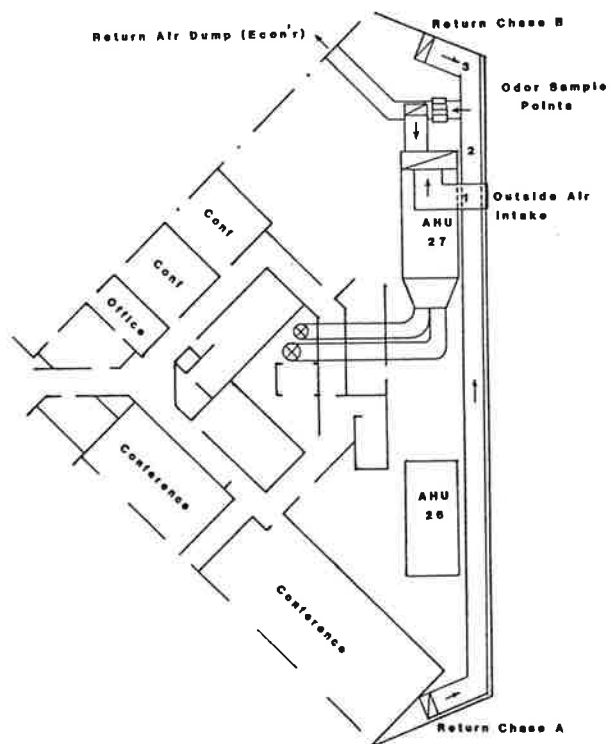 Return Chase B
Return Air Dump (Econ'r)
3
Odor Sample
Points
2
1
Outside Air
Intake
AHU
27
Conf
Conf
Office
Conference
AHU
26
Conference
Return Chase A